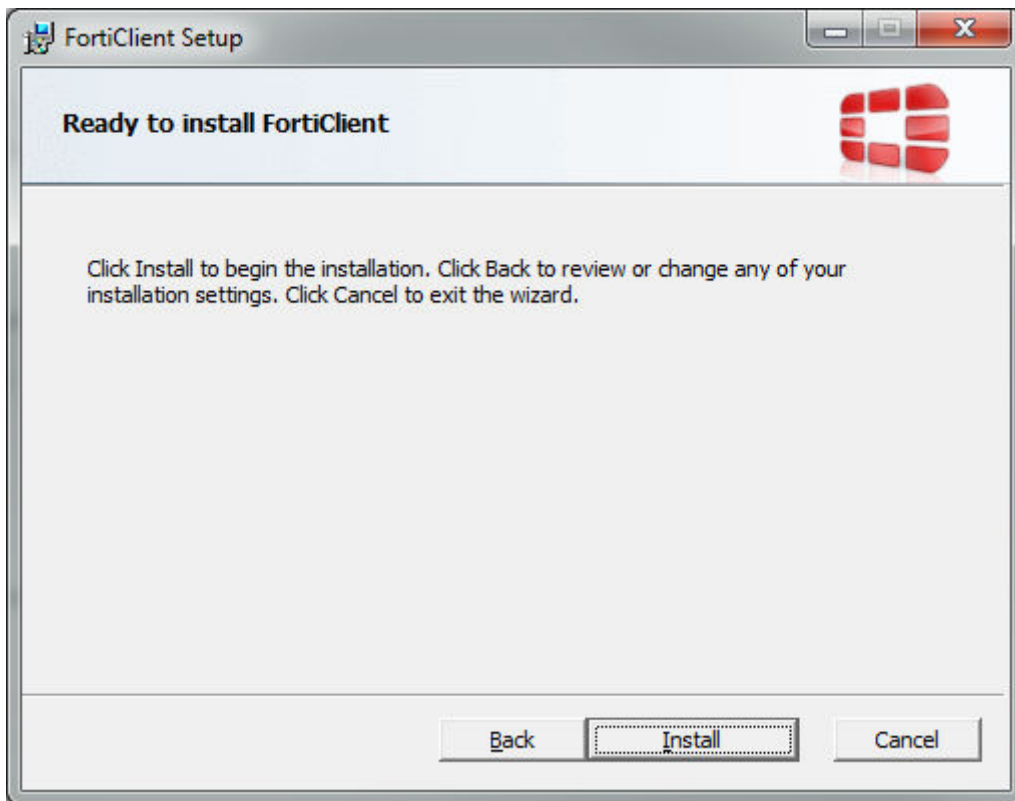 FortiClient Setup
Ready to install FortiClient
Click Install to begin the installation. Click Back to review or change any of your
installation settings. Click Cancel to exit the wizard.
Back
Install
Cancel